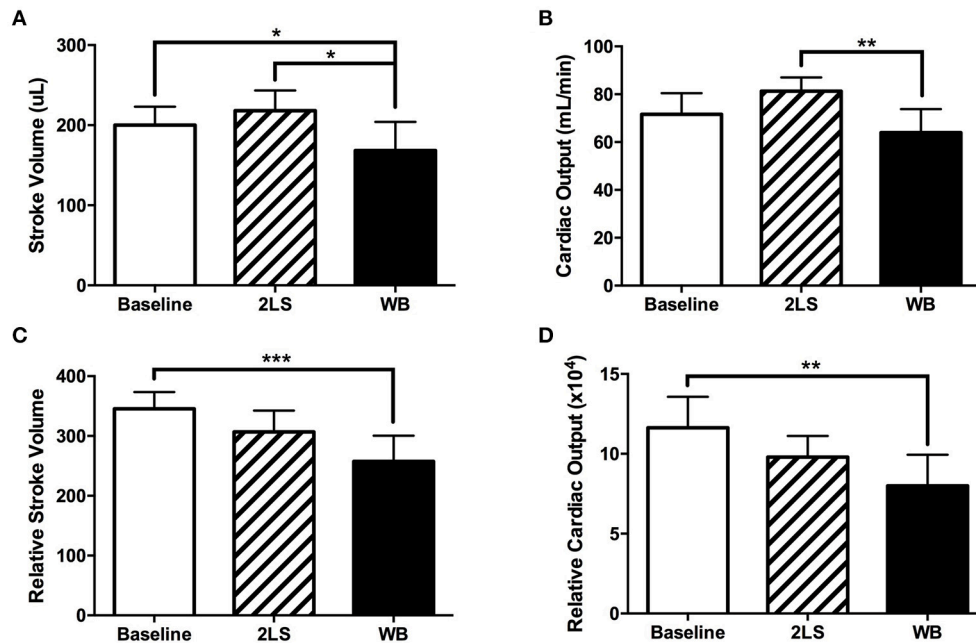 A
Stroke Volume (uL)
300
200
100
0
*
*
Baseline 2LS WB
B
Cardiac Output (mL/min)
100
80
60
40
20
0
**
Baseline 2LS WB
C
Relative Stroke Volume
400
300
200
100
0
***
Baseline 2LS WB
D
Relative Cardiac Output (x10⁴)
15
10
5
0
**
Baseline 2LS WB